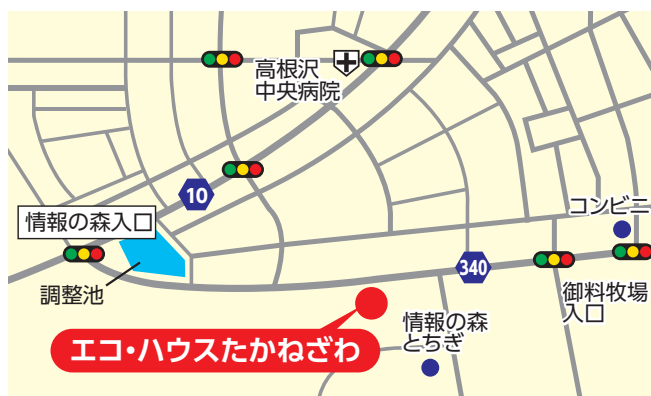 高根沢
中央病院
10
情報の森入口
コンビニ
340
調整池
御料牧場
入口
情報の森
とちぎ
エコ・ハウスたかねざわ